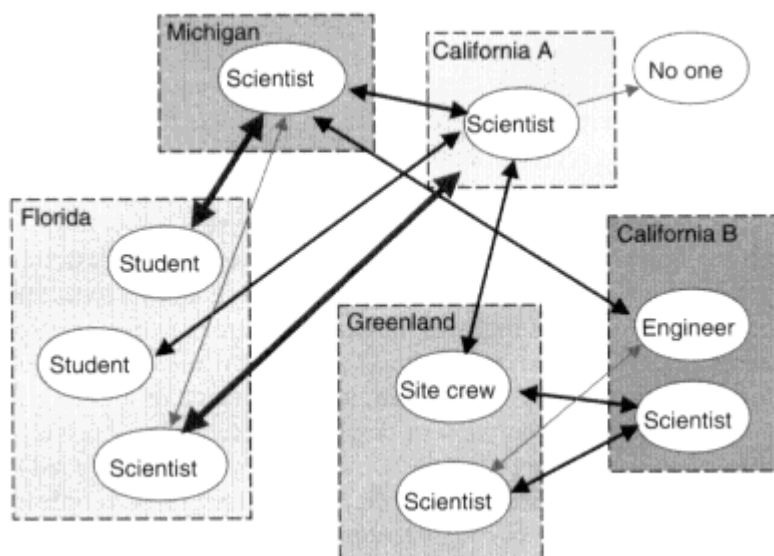 Michigan
Scientist
California A
Scientist
No one
Florida
Student
Student
Scientist
Greenland
Site crew
Scientist
California B
Engineer
Scientist